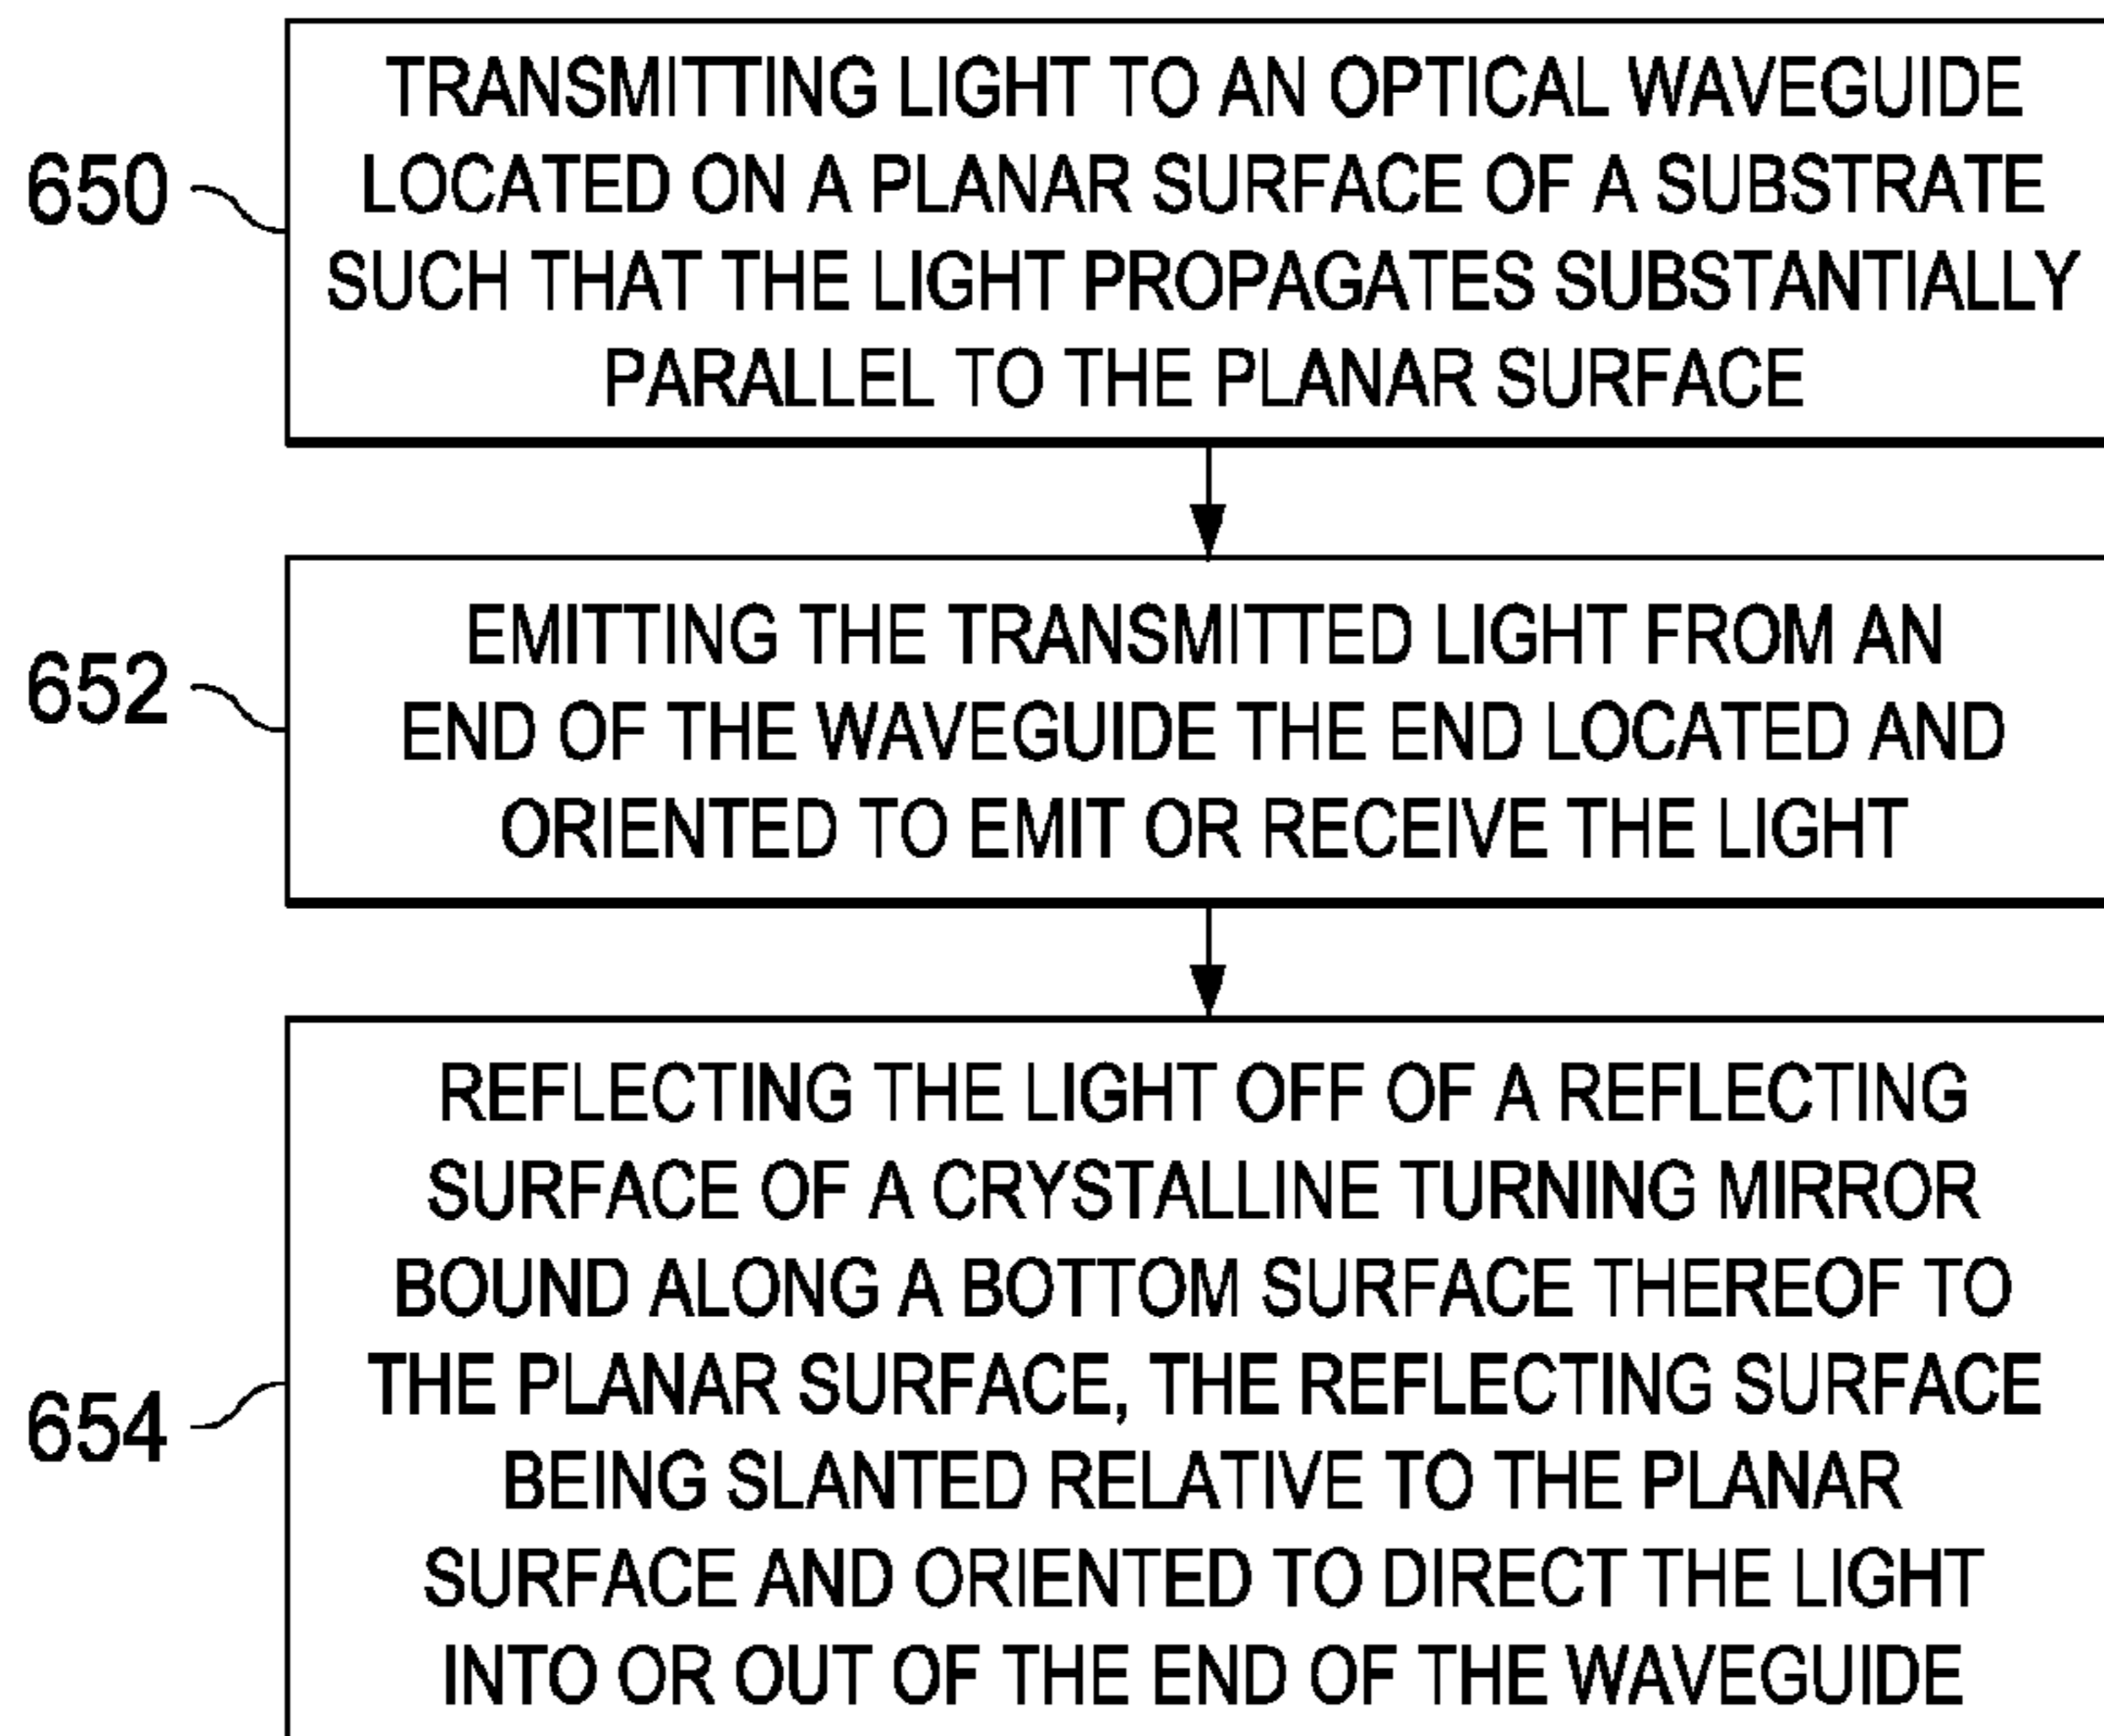 650
TRANSMITTING LIGHT TO AN OPTICAL WAVEGUIDE
LOCATED ON A PLANAR SURFACE OF A SUBSTRATE
SUCH THAT THE LIGHT PROPAGATES SUBSTANTIALLY
PARALLEL TO THE PLANAR SURFACE
652
EMITTING THE TRANSMITTED LIGHT FROM AN
END OF THE WAVEGUIDE THE END LOCATED AND
ORIENTED TO EMIT OR RECEIVE THE LIGHT
654
REFLECTING THE LIGHT OFF OF A REFLECTING
SURFACE OF A CRYSTALLINE TURNING MIRROR
BOUND ALONG A BOTTOM SURFACE THEREOF TO
THE PLANAR SURFACE, THE REFLECTING SURFACE
BEING SLANTED RELATIVE TO THE PLANAR
SURFACE AND ORIENTED TO DIRECT THE LIGHT
INTO OR OUT OF THE END OF THE WAVEGUIDE